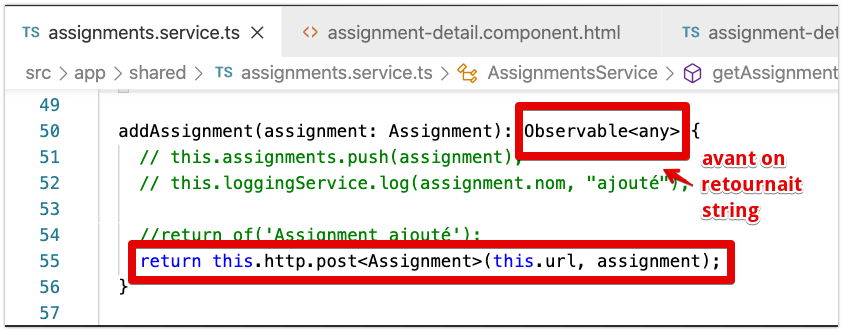 TS assignments.service.ts × <> assignment-detail.component.html TS assignment-det
src > app > shared > TS assignments.service.ts > AssignmentsService > getAssignment
49
50 addAssignment(assignment: Assignment): Observable<any> {
51 // this.assignments.push(assignment);
avant on
52 // this.loggingService.log(assignment.nom, "ajouté");
retournait
53
string
54 //return of('Assignment ajouté');
55 return this.http.post<Assignment>(this.url, assignment);
56 }
57